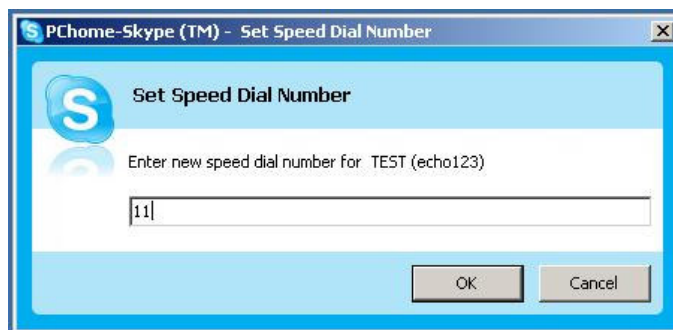 PChome-Skype (TM) - Set Speed Dial Number
Set Speed Dial Number
Enter new speed dial number for TEST (echo123)
11
OK Cancel